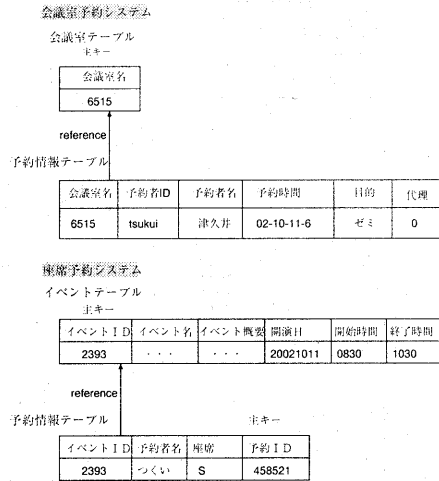 会議室予約システム
会議室テーブル
主キー
会議室名
6515
reference
予約情報テーブル
会議室名 予約者ID 予約者名 予約時間 目的 代理
6515 tsukui 津久井 02-10-11-6 ゼミ 0
座席予約システム
イベントテーブル
主キー
イベントID イベント名 イベント概要 開演日 開始時間 終了時間
2393 ・・・ ・・・ 20021011 0830 1030
reference
予約情報テーブル 主キー
イベントID 予約者名 座席 予約ID
2393 つくい S 458521